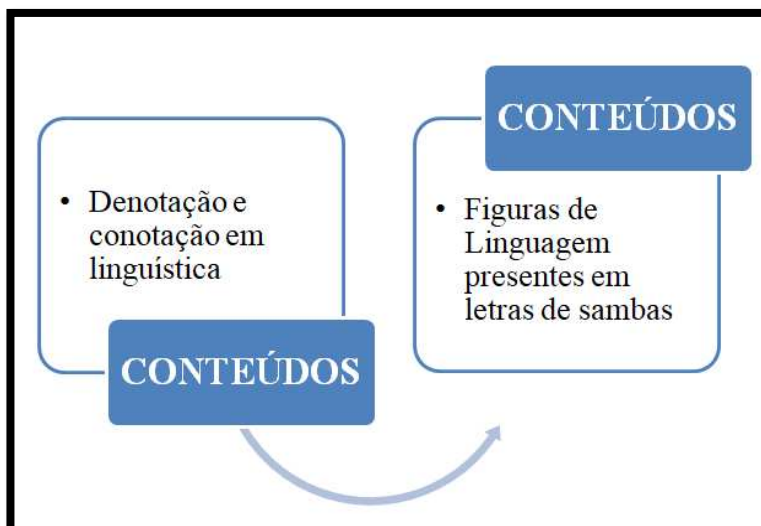 • Denotação e
conotação em
linguística
CONTEÚDOS
CONTEÚDOS
• Figuras de
Linguagem
presentes em
letras de sambas